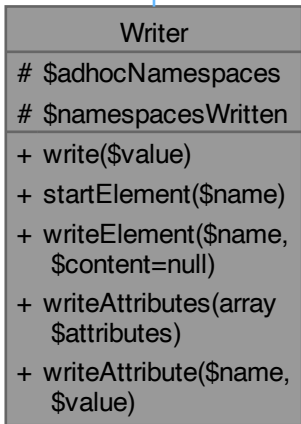 Writer
# $adhocNamespaces
# $namespacesWritten
+ write($value)
+ startElement($name)
+ writeElement($name,
$content=null)
+ writeAttributes(array
$attributes)
+ writeAttribute($name,
$value)